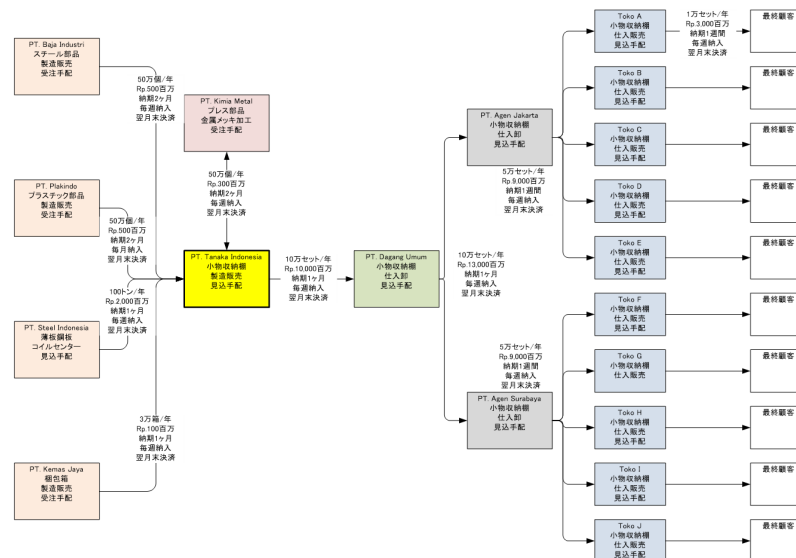 PT. Baja Industri
スチール部品
製造販売
受注手配
50万個/年
Rp.500百万
納期2ヶ月
毎週納入
翌月末決済
PT. Kimia Metal
プレス部品
金属メッキ加工
受注手配
50万個/年
Rp.300百万
納期2ヶ月
毎週納入
翌月末決済
PT. Plakindo
プラスチック部品
製造販売
受注手配
50万個/年
Rp.500百万
納期2ヶ月
毎月納入
翌月末決済
PT. Tanaka Indonesia
小物収納棚
製造販売
見込手配
100トン/年
Rp.2,000百万
納期1ヶ月
毎週納入
翌月末決済
PT. Steel Indonesia
薄板鋼板
コイルセンター
見込手配
3万箱/年
Rp.100百万
納期1ヶ月
毎週納入
翌月末決済
PT. Kemas Jaya
梱包箱
製造販売
受注手配
10万セット/年
Rp.10,000百万
納期1ヶ月
毎週納入
翌月末決済
PT. Dagang Umum
小物収納棚
仕入卸
見込手配
10万セット/年
Rp.13,000百万
納期1ヶ月
毎週納入
翌月末決済
PT. Agen Jakarta
小物収納棚
仕入卸
見込手配
5万セット/年
Rp.9,000百万
納期1週間
毎週納入
翌月末決済
5万セット/年
Rp.9,000百万
納期1週間
毎週納入
翌月末決済
PT. Agen Surabaya
小物収納棚
仕入卸
見込手配
Toko A
小物収納棚
仕入販売
見込手配
1万セット/年
Rp.3,000百万
納期1週間
毎週納入
翌月末決済
最終顧客
Toko B
小物収納棚
仕入販売
見込手配
最終顧客
Toko C
小物収納棚
仕入販売
見込手配
最終顧客
Toko D
小物収納棚
仕入販売
見込手配
最終顧客
Toko E
小物収納棚
仕入販売
見込手配
最終顧客
Toko F
小物収納棚
仕入販売
見込手配
最終顧客
Toko G
小物収納棚
仕入販売
見込手配
最終顧客
Toko H
小物収納棚
仕入販売
見込手配
最終顧客
Toko I
小物収納棚
仕入販売
見込手配
最終顧客
Toko J
小物収納棚
仕入販売
見込手配
最終顧客